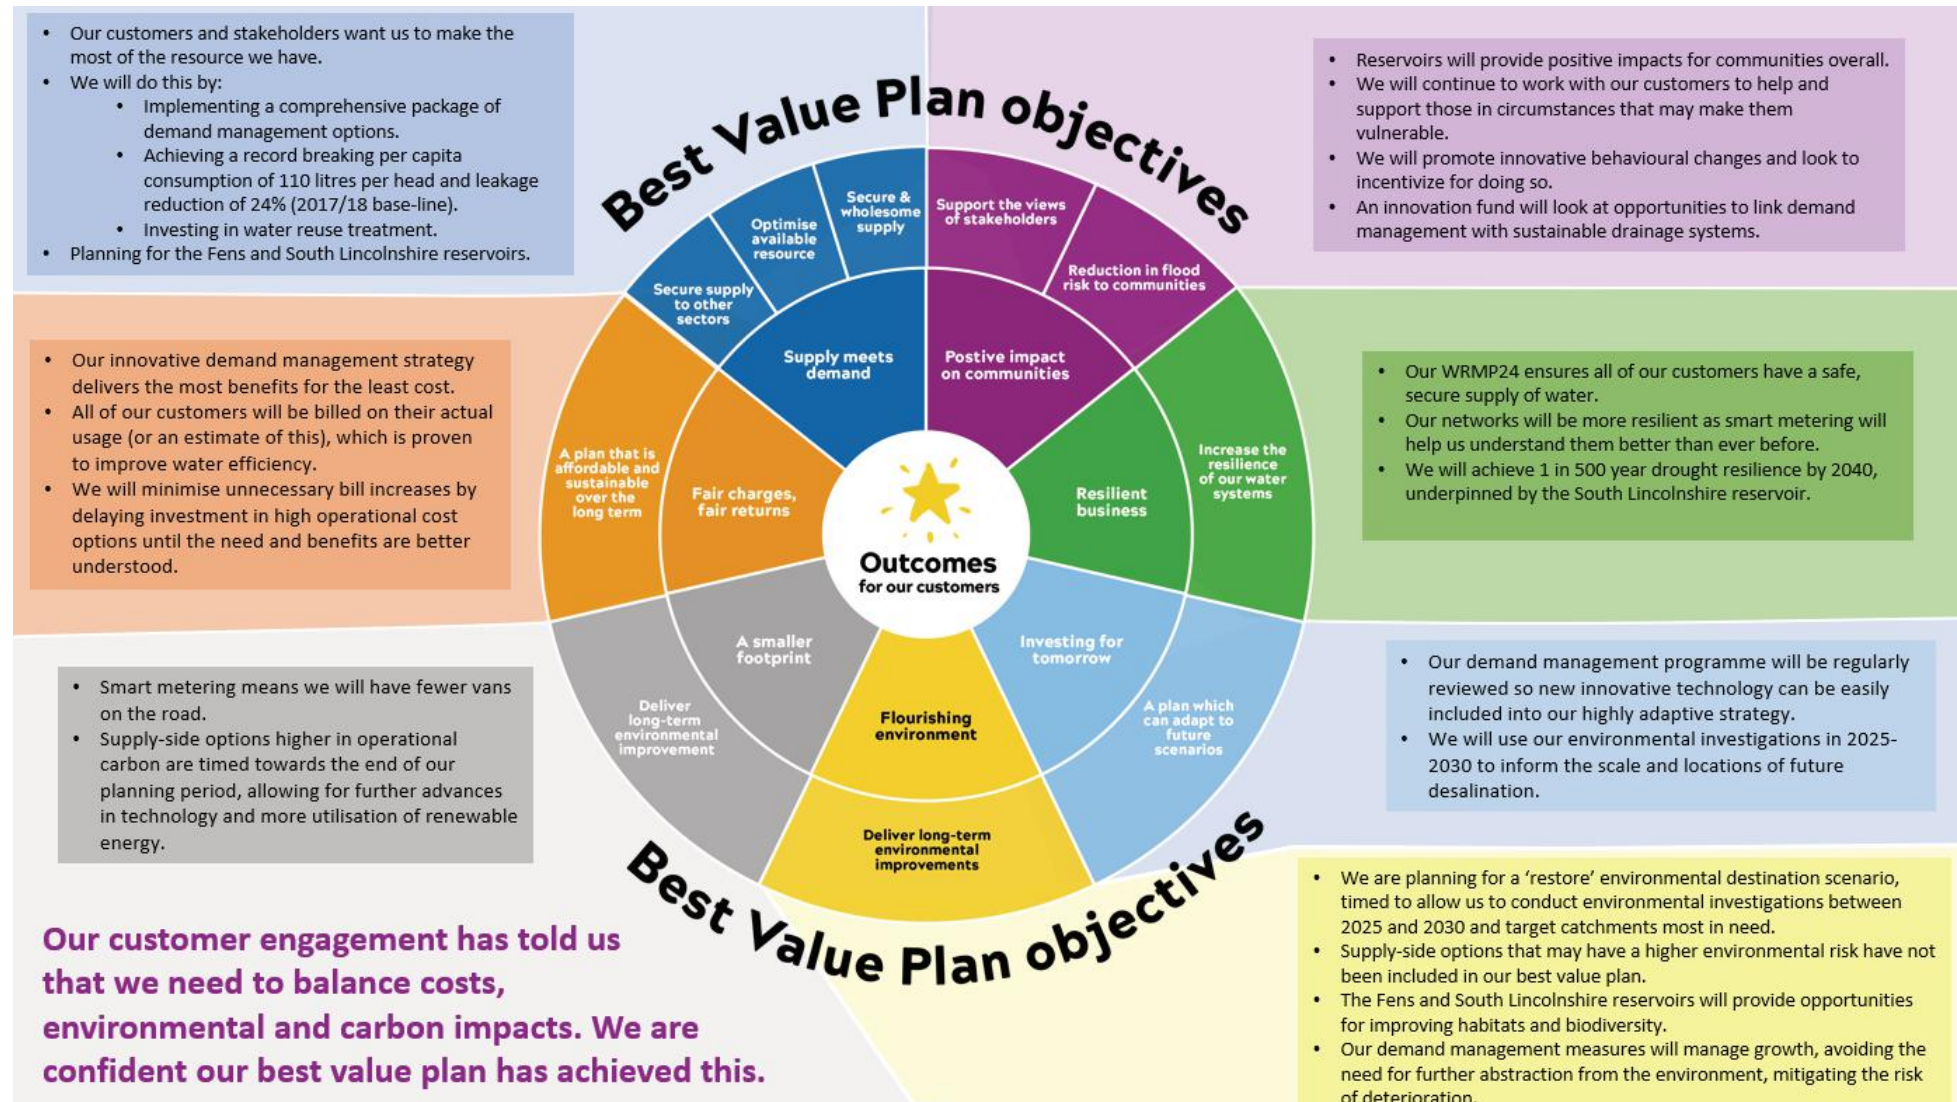 • Our customers and stakeholders want us to make the
most of the resource we have.
• We will do this by:
• Implementing a comprehensive package of
demand management options.
• Achieving a record breaking per capita
consumption of 110 litres per head and leakage
reduction of 24% (2017/18 base-line).
• Investing in water reuse treatment.
• Planning for the Fens and South Lincolnshire reservoirs.
• Reservoirs will provide positive impacts for communities overall.
• We will continue to work with our customers to help and
support those in circumstances that may make them
vulnerable.
• We will promote innovative behavioural changes and look to
incentivize for doing so.
• An innovation fund will look at opportunities to link demand
management with sustainable drainage systems.
• Our innovative demand management strategy
delivers the most benefits for the least cost.
• All of our customers will be billed on their actual
usage (or an estimate of this), which is proven
to improve water efficiency.
• We will minimise unnecessary bill increases by
delaying investment in high operational cost
options until the need and benefits are better
understood.
• Our WRMP24 ensures all of our customers have a safe,
secure supply of water.
• Our networks will be more resilient as smart metering will
help us understand them better than ever before.
• We will achieve 1 in 500 year drought resilience by 2040,
underpinned by the South Lincolnshire reservoir.
• Smart metering means we will have fewer vans
on the road.
• Supply-side options higher in operational
carbon are timed towards the end of our
planning period, allowing for further advances
in technology and more utilisation of renewable
energy.
• Our demand management programme will be regularly
reviewed so new innovative technology can be easily
included into our highly adaptive strategy.
• We will use our environmental investigations in 2025-
2030 to inform the scale and locations of future
desalination.
• We are planning for a ‘restore’ environmental destination scenario,
timed to allow us to conduct environmental investigations between
2025 and 2030 and target catchments most in need.
• Supply-side options that may have a higher environmental risk have not
been included in our best value plan.
• The Fens and South Lincolnshire reservoirs will provide opportunities
for improving habitats and biodiversity.
• Our demand management measures will manage growth, avoiding the
need for further abstraction from the environment, mitigating the risk
of deterioration.
Best Value Plan objectives
Secure supply
to other
sectors
Optimise
available
resource
Secure &
wholesome
supply
Support the views
of stakeholders
Reduction in flood
risk to communities
Supply meets
demand
Postive impact
on communities
A plan that is
affordable and
sustainable
over the
long term
Fair charges,
fair returns
Resilient
business
Increase the
resilience
of our water
systems
Outcomes
for our customers
A smaller
footprint
Investing for
tomorrow
Deliver
long-term
environmental
improvement
Flourishing
environment
A plan which
can adapt to
future
scenarios
Deliver long-term
environmental
improvements
Best Value Plan objectives
Our customer engagement has told us
that we need to balance costs,
environmental and carbon impacts. We are
confident our best value plan has achieved this.